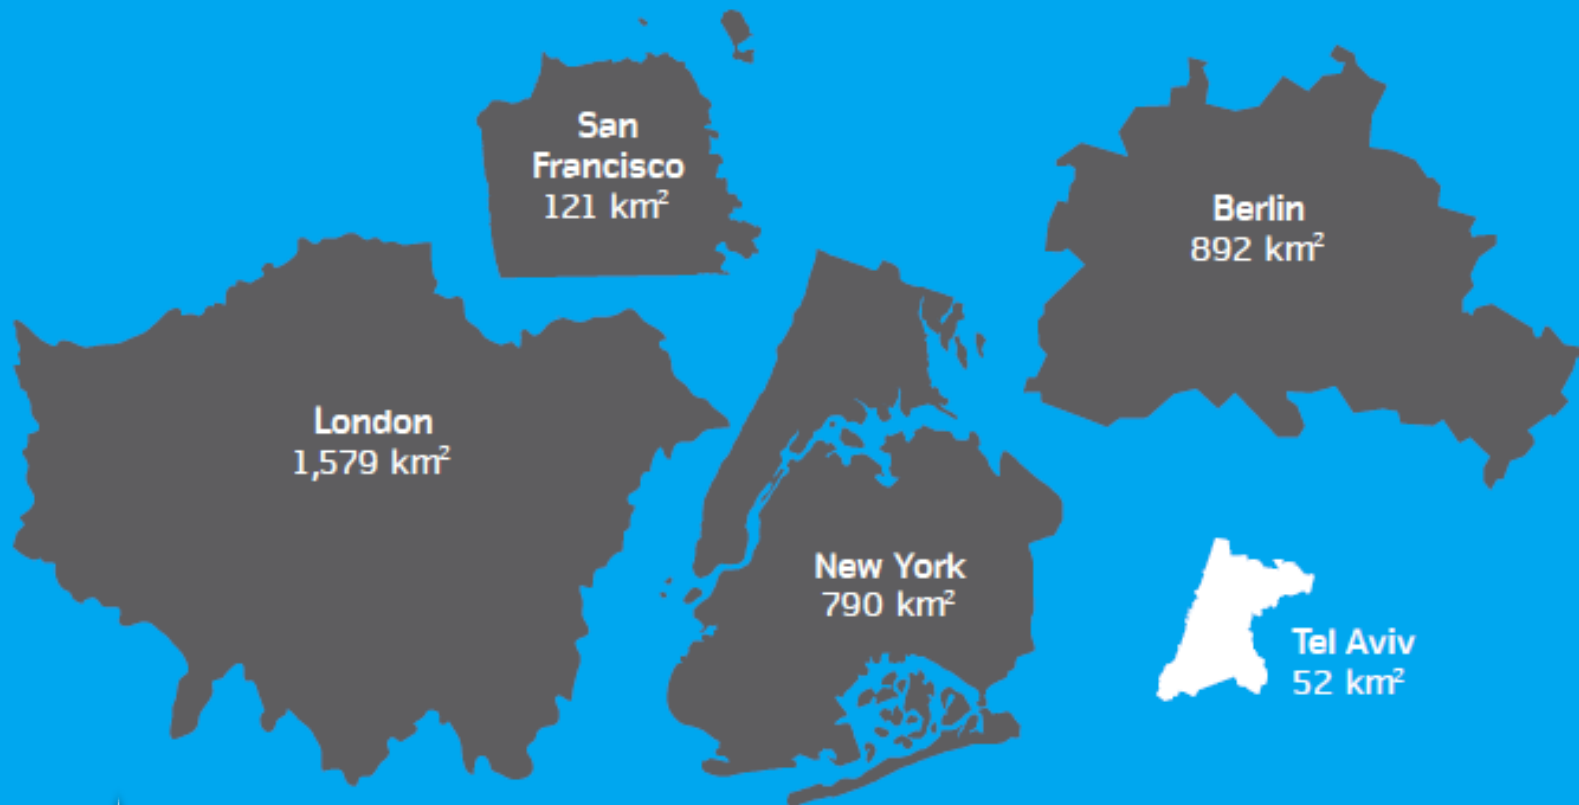 San
Francisco
121 km²
Berlin
892 km²
London
1,579 km²
New York
790 km²
Tel Aviv
52 km²